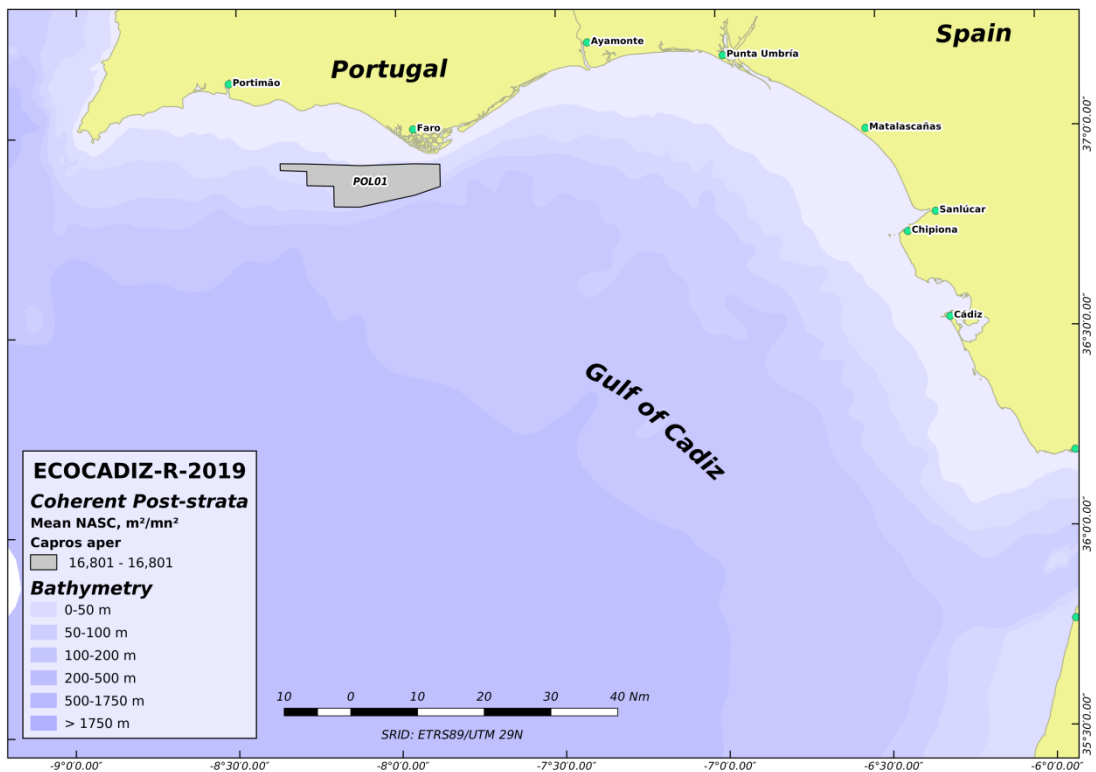 Spain
Ayamonte
Punta Umbría
Portugal
Portimão
Faro
Matalascañas
37°0'0.00"
POL01
Sanlúcar
Chipiona
Cádiz
36°30'0.00"
Gulf of Cadiz
ECOCADIZ-R-2019
Coherent Post-strata
Mean NASC, m²/mn²
Capros aper
16,801 - 16,801
Bathymetry
0-50 m
50-100 m
100-200 m
200-500 m
500-1750 m
> 1750 m
36°0'0.00"
10 0 10 20 30 40 Nm
SRID: ETRS89/UTM 29N
35°30'0.00"
-9°0'0.00" -8°30'0.00" -8°0'0.00" -7°30'0.00" -7°0'0.00" -6°30'0.00" -6°0'0.00"